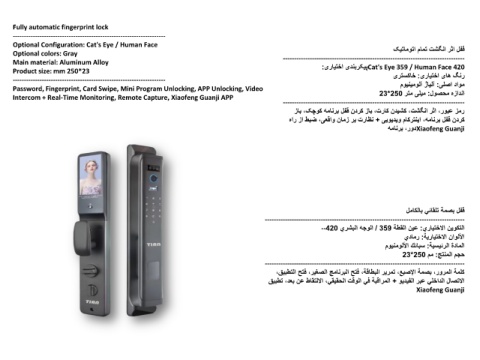 Fully automatic fingerprint lock
Optional Configuration: Cat's Eye / Human Face
Optional colors: Gray
Main material: Aluminum Alloy
Product size: mm 250*23
Password, Fingerprint, Card Swipe, Mini Program Unlocking, APP Unlocking, Video
Intercom + Real-Time Monitoring, Remote Capture, Xiaofeng Guanji APP
قفل اثر انگشت تمام اتوماتیک
پیکربندی اختیاری: Cat's Eye 359 / Human Face 420
رنگ های اختیاری: خاکستری
مواد اصلی: آلیاژ آلومینیوم
اندازه محصول: میلی متر 250*23
رمز عبور، اثر انگشت، کشیدن کارت، باز کردن قفل برنامه کوچک، باز
کردن قفل برنامه، اینترکام ویدیویی + نظارت بر زمان واقعی، ضبط از راه
دور، برنامه Xiaofeng Guanji
قفل بصمة تلقائي بالكامل
التكوين الاختياري: عين القطة 359 / الوجه البشري 420--
الألوان الاختيارية: رمادي
المادة الرئيسية: سبائك الألومنيوم
حجم المنتج: مم 250*23
كلمة المرور، بصمة الإصبع، تمرير البطاقة، فتح البرنامج الصغير، فتح التطبيق،
الاتصال الداخلي عبر الفيديو + المراقبة في الوقت الحقيقي، الالتقاط عن بعد، تطبيق
Xiaofeng Guanji